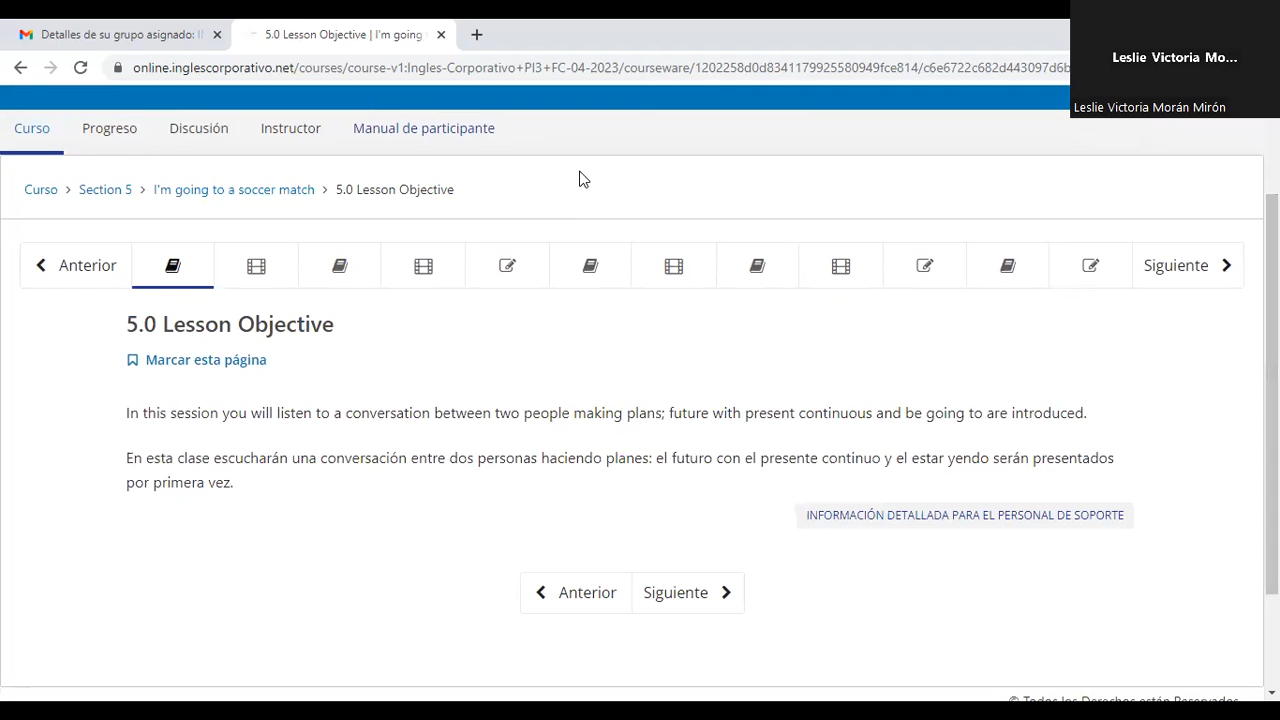 Detalles de su grupo asignado:
5.0 Lesson Objective | I'm going
Leslie Victoria Mo...
online.inglescorporativo.net/courses/course-v1:Ingles-Corporativo+PI3+FC-04-2023/courseware/1202258d0d8341179925580949fce814/c6e6722c682d443097d6b
Leslie Victoria Morán Mirón
Curso Progreso Discusión Instructor Manual de participante
Curso > Section 5 > I'm going to a soccer match > 5.0 Lesson Objective
Anterior Siguiente
5.0 Lesson Objective
Marcar esta página
In this session you will listen to a conversation between two people making plans; future with present continuous and be going to are introduced.
En esta clase escucharán una conversación entre dos personas haciendo planes: el futuro con el presente continuo y el estar yendo serán presentados
por primera vez.
INFORMACIÓN DETALLADA PARA EL PERSONAL DE SOPORTE
Anterior Siguiente
© Todos los Derechos están Reservados